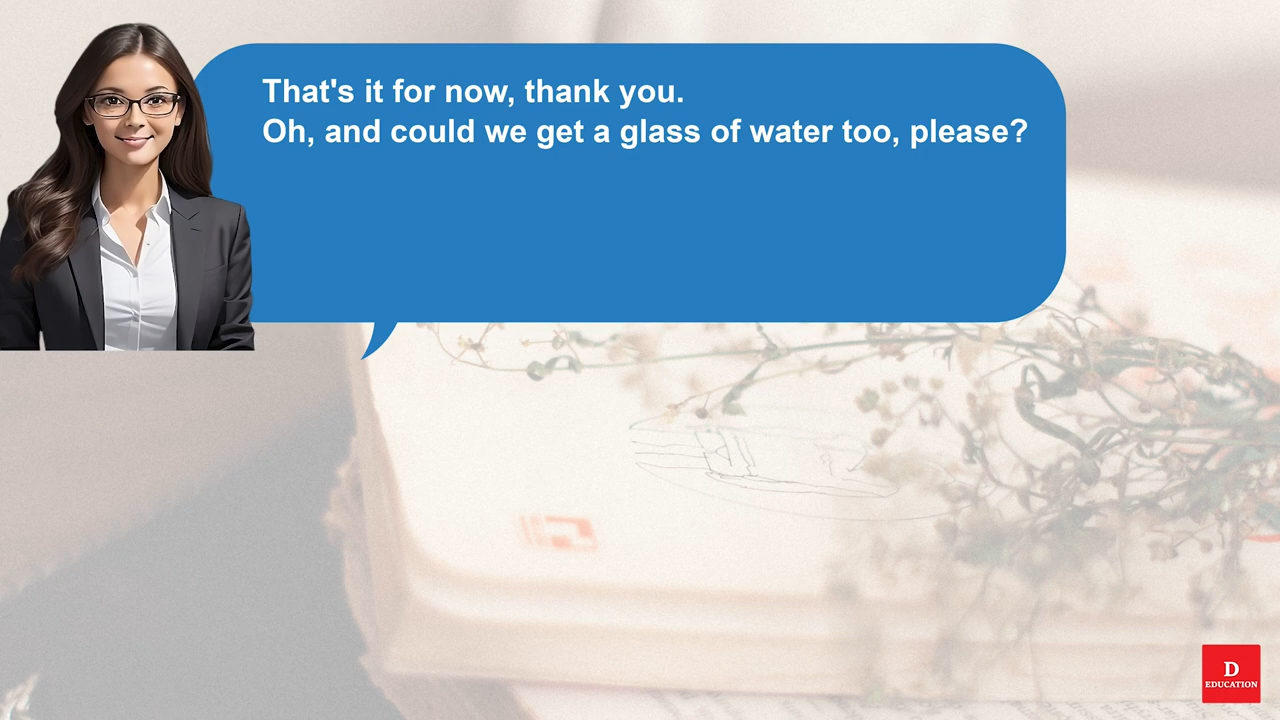 That's it for now, thank you.
Oh, and could we get a glass of water too, please?
D
EDUCATION